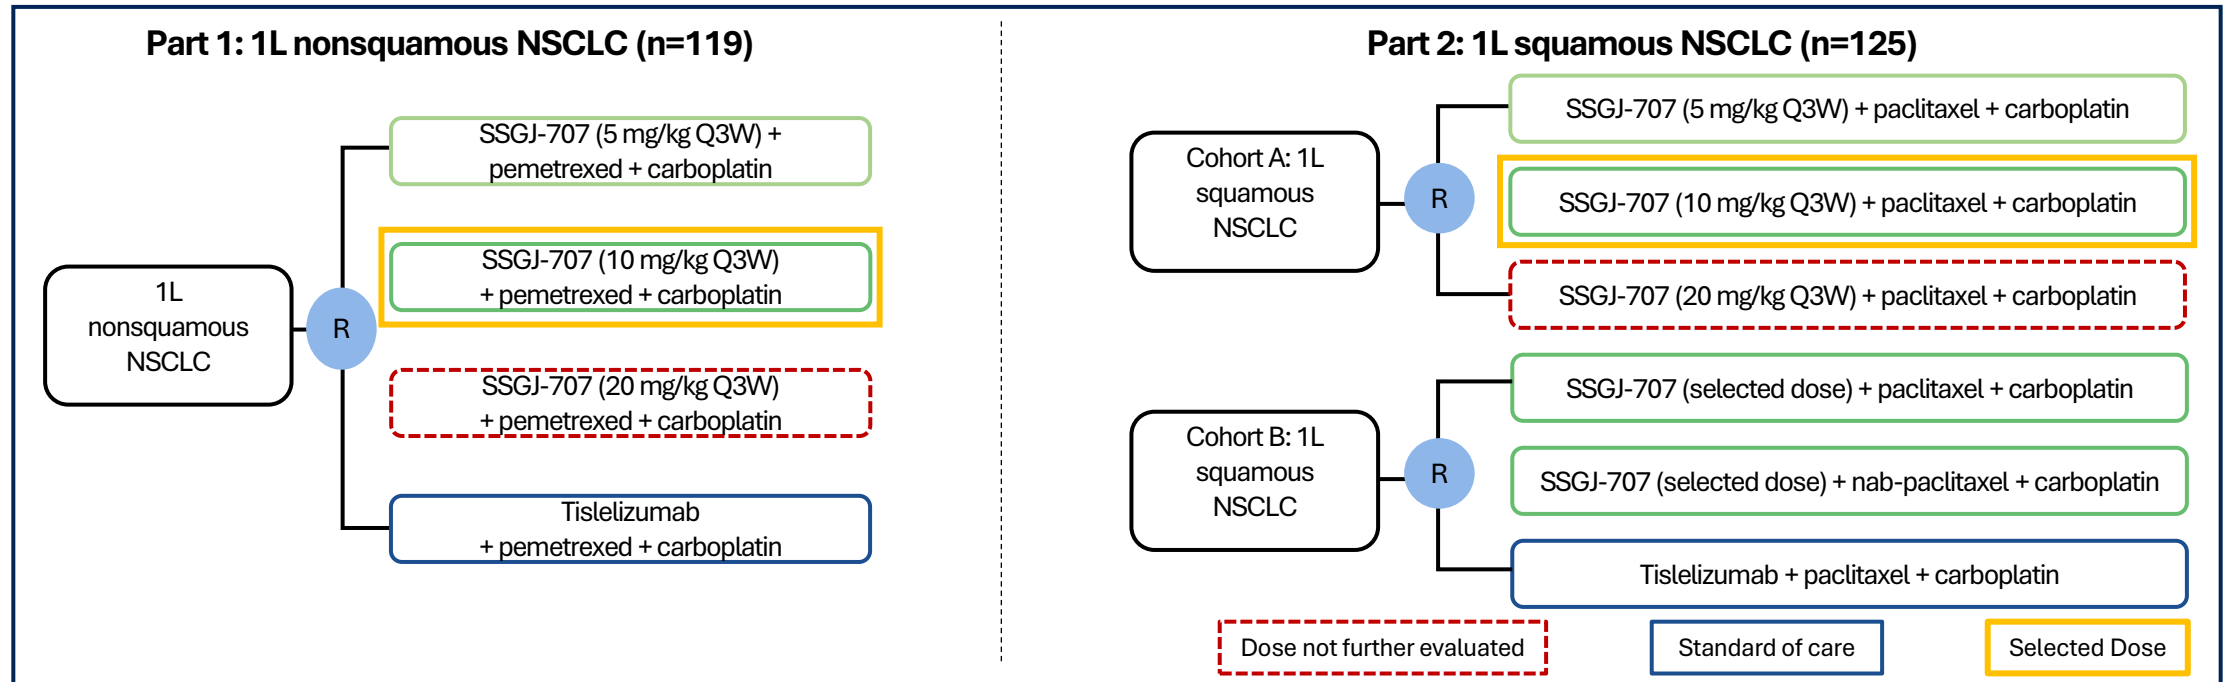 Part 1: 1L nonsquamous NSCLC (n=119)
1L
nonsquamous
NSCLC
R
SSGJ-707 (5 mg/kg Q3W) +
pemetrexed + carboplatin
SSGJ-707 (10 mg/kg Q3W)
+ pemetrexed + carboplatin
SSGJ-707 (20 mg/kg Q3W)
+ pemetrexed + carboplatin
Tislelizumab
+ pemetrexed + carboplatin
Part 2: 1L squamous NSCLC (n=125)
Cohort A: 1L
squamous
NSCLC
R
SSGJ-707 (5 mg/kg Q3W) + paclitaxel + carboplatin
SSGJ-707 (10 mg/kg Q3W) + paclitaxel + carboplatin
SSGJ-707 (20 mg/kg Q3W) + paclitaxel + carboplatin
Cohort B: 1L
squamous
NSCLC
R
SSGJ-707 (selected dose) + paclitaxel + carboplatin
SSGJ-707 (selected dose) + nab-paclitaxel + carboplatin
Tislelizumab + paclitaxel + carboplatin
Dose not further evaluated
Standard of care
Selected Dose